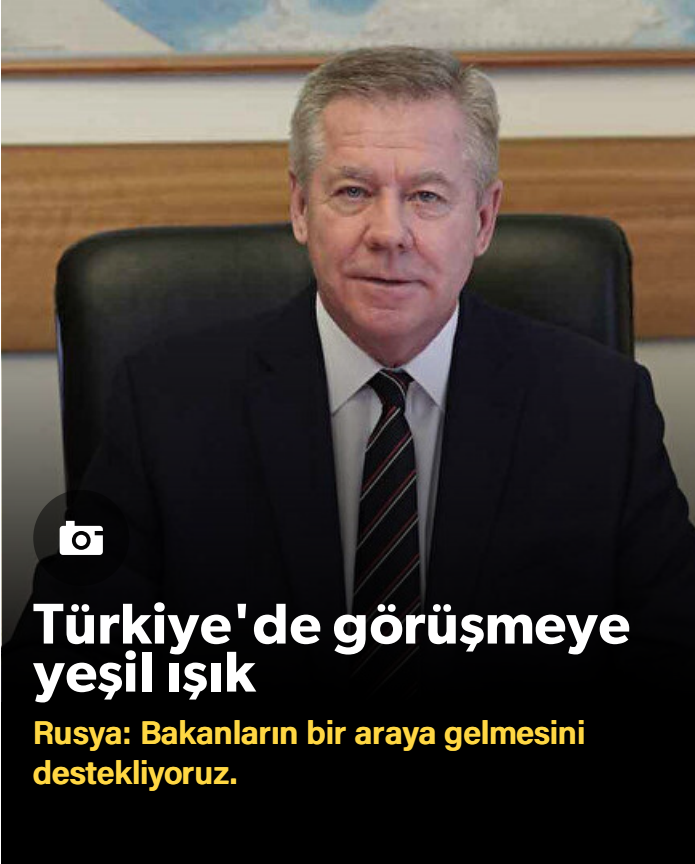 Türkiye'de görüşmeye
yeşil ışık
Rusya: Bakanların bir araya gelmesini
destekliyoruz.